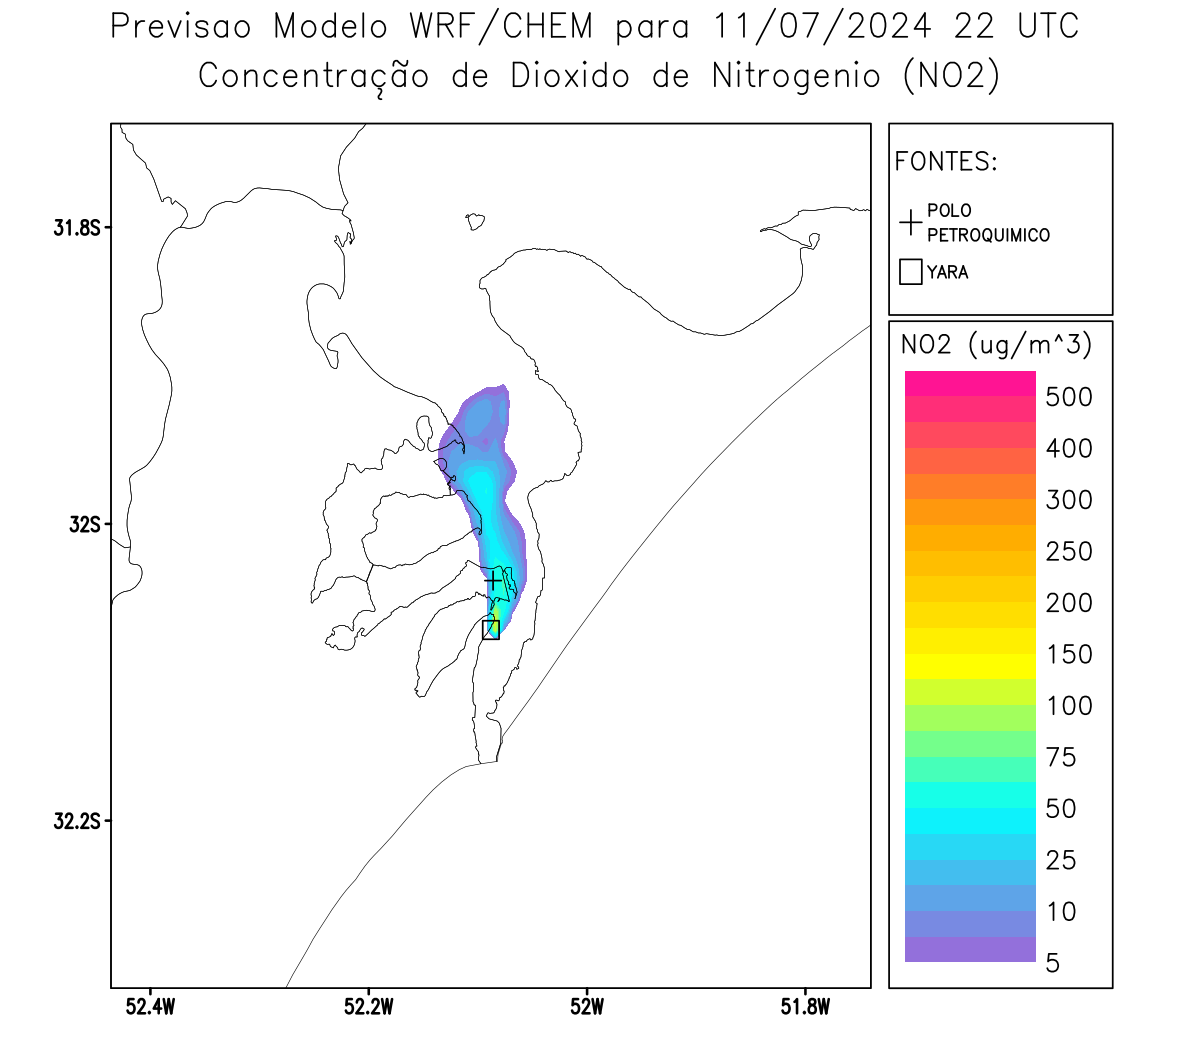 Previsao Modelo WRF/CHEM para 11/07/2024 22 UTC
Concentração de Dioxido de Nitrogenio (NO2)
FONTES:
POLO
PETROQUIMICO
YARA
NO2 (ug/m^3)
500
400
300
250
200
150
100
75
50
25
10
5
31.8S
32S
32.2S
52.4W
52.2W
52W
51.8W